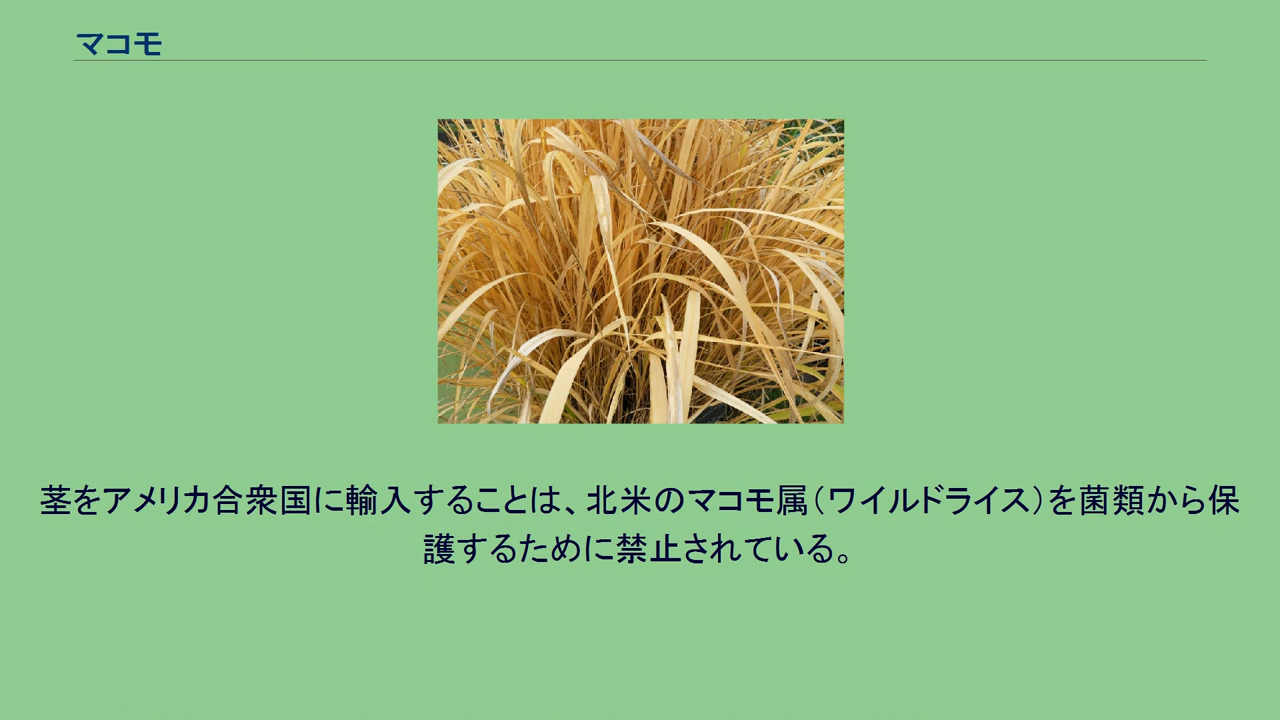 マコモ
茎をアメリカ合衆国に輸入することは、北米のマコモ属（ワイルドライス）を菌類から保
護するために禁止されている。